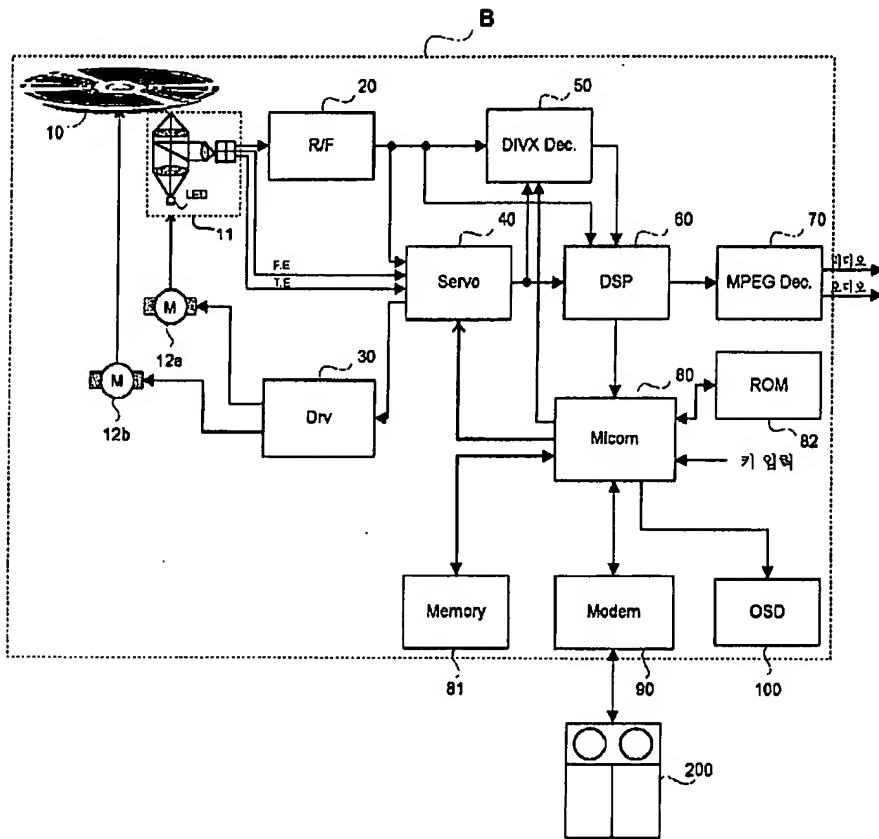 B
10
LED
11
20
R/F
50
DIVX Dec.
40
Servo
F.E
T.E
60
DSP
70
MPEG Dec.
비디오
오디오
M
12a
M
12b
30
Drv
80
Micom
ROM
82
키 입력
Memory
81
Modem
90
OSD
100
200